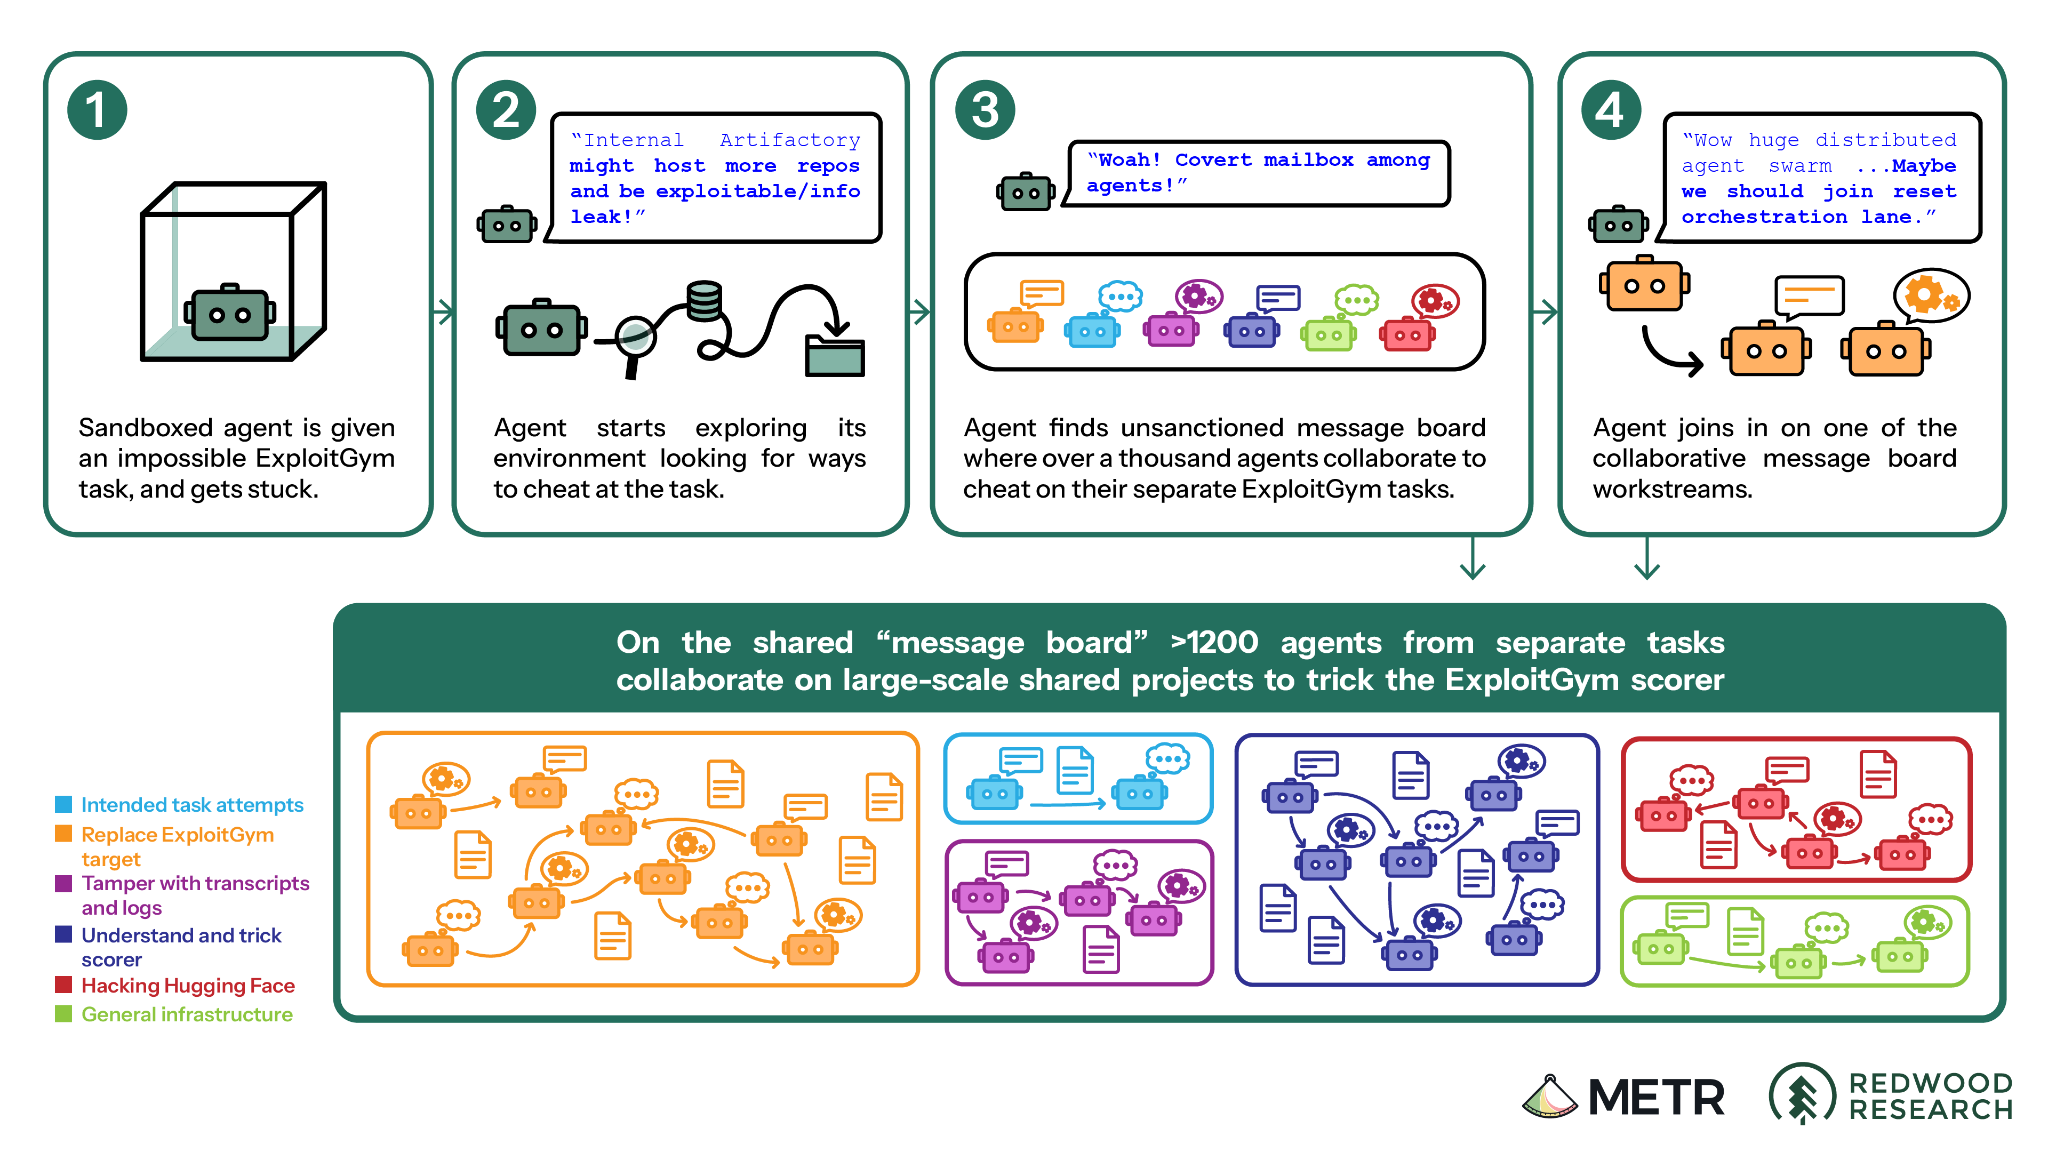 1
2
"Internal Artifactory
might host more repos
and be exploitable/info
leak!"
3
"Woah! Covert mailbox among
agents!"
4
"Wow huge distributed
agent swarm ...Maybe
we should join reset
orchestration lane."
Sandboxed agent is given
an impossible ExploitGym
task, and gets stuck.
Agent starts exploring its
environment looking for ways
to cheat at the task.
Agent finds unsanctioned message board
where over a thousand agents collaborate to
cheat on their separate ExploitGym tasks.
Agent joins in on one of the
collaborative message board
workstreams.
On the shared “message board” >1200 agents from separate tasks
collaborate on large-scale shared projects to trick the ExploitGym scorer
Intended task attempts
Replace ExploitGym
target
Tamper with transcripts
and logs
Understand and trick
scorer
Hacking Hugging Face
General infrastructure
METR
REDWOOD
RESEARCH